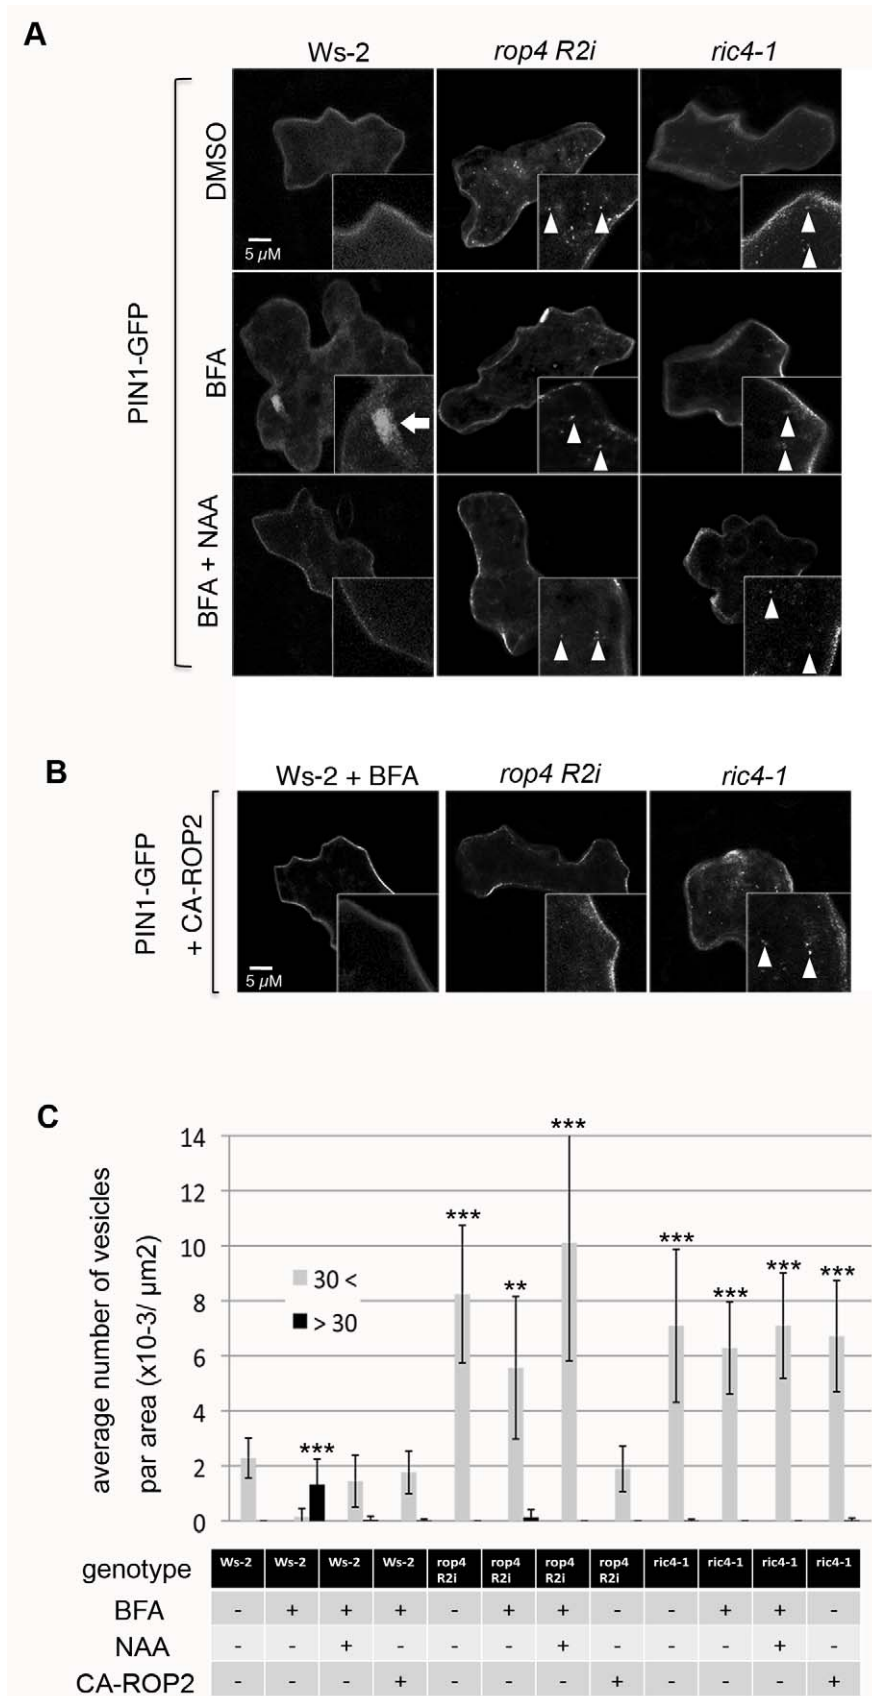 A
Ws-2 rop4 R2i ric4-1
PIN1-GFP
DMSO
5 µM
BFA
BFA + NAA
B
Ws-2 + BFA rop4 R2i ric4-1
PIN1-GFP
+ CA-ROP2
5 µM
C
average number of vesicles
par area (x10-3/ µm2)
14
12
10
8
6
4
2
0
30 <
> 30
*** *** ** *** *** *** *** ***
genotype Ws-2 Ws-2 Ws-2 Ws-2 rop4 R2i rop4 R2i rop4 R2i rop4 R2i ric4-1 ric4-1 ric4-1 ric4-1
BFA - + + + - + + - - + + -
NAA - - + - - - + - - - + -
CA-ROP2 - - - + - - - + - - - +